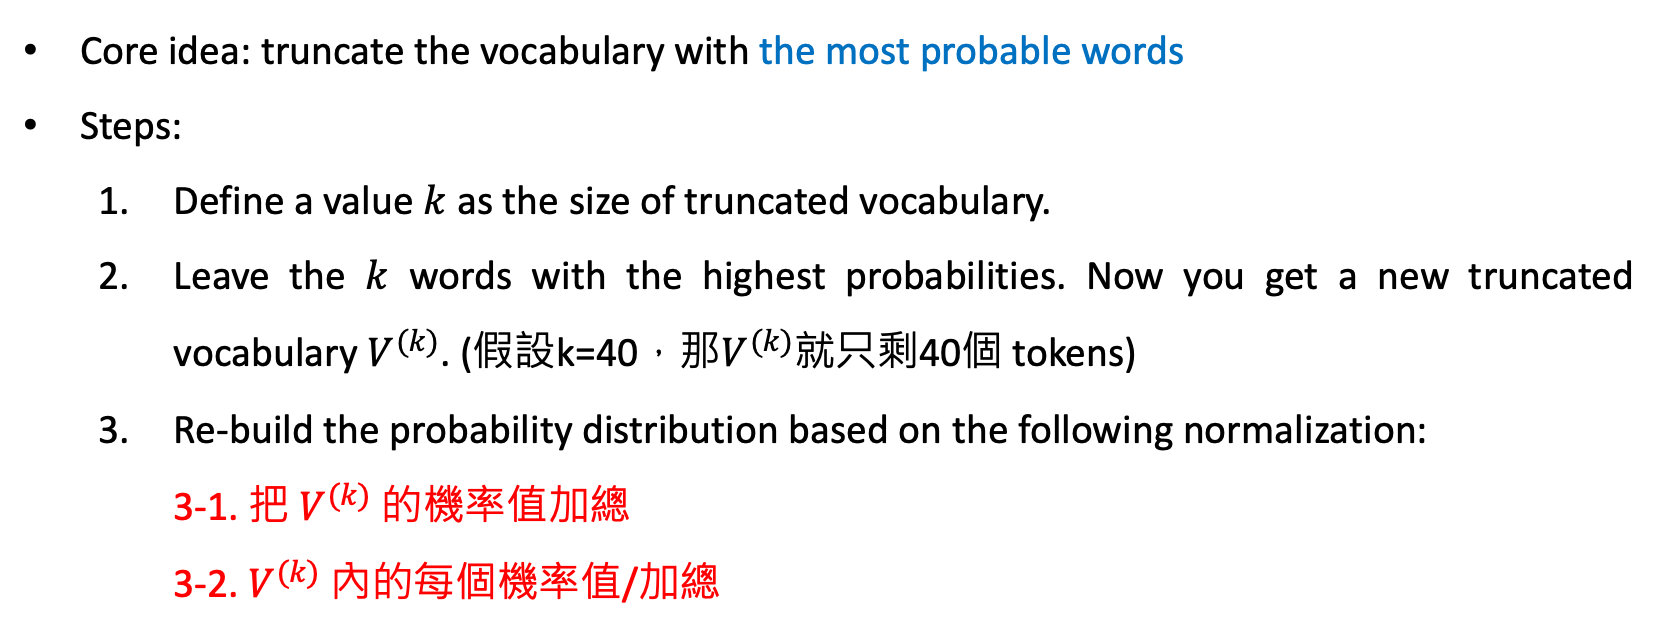 • Core idea: truncate the vocabulary with the most probable words
• Steps:
1. Define a value k as the size of truncated vocabulary.
2. Leave the k words with the highest probabilities. Now you get a new truncated
vocabulary V^(k). (假設k=40，那V^(k)就只剩40個 tokens)
3. Re-build the probability distribution based on the following normalization:
3-1. 把 V^(k) 的機率值加總
3-2. V^(k) 內的每個機率值/加總